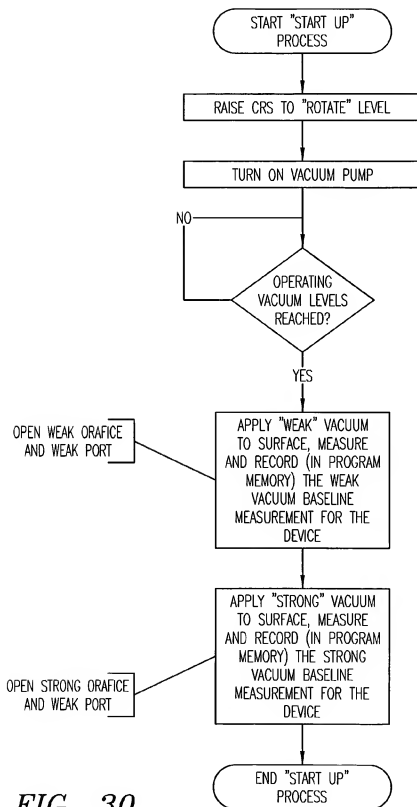 START "START UP"
PROCESS
RAISE CRS TO "ROTATE" LEVEL
TURN ON VACUUM PUMP
NO
OPERATING
VACUUM LEVELS
REACHED?
YES
OPEN WEAK ORAFICE
AND WEAK PORT
APPLY "WEAK" VACUUM
TO SURFACE, MEASURE
AND RECORD (IN PROGRAM
MEMORY) THE WEAK
VACUUM BASELINE
MEASUREMENT FOR THE
DEVICE
APPLY "STRONG" VACUUM
TO SURFACE, MEASURE
AND RECORD (IN PROGRAM
MEMORY) THE STRONG
VACUUM BASELINE
MEASUREMENT FOR THE
DEVICE
OPEN STRONG ORAFICE
AND WEAK PORT
END "START UP"
PROCESS
FIG. 30